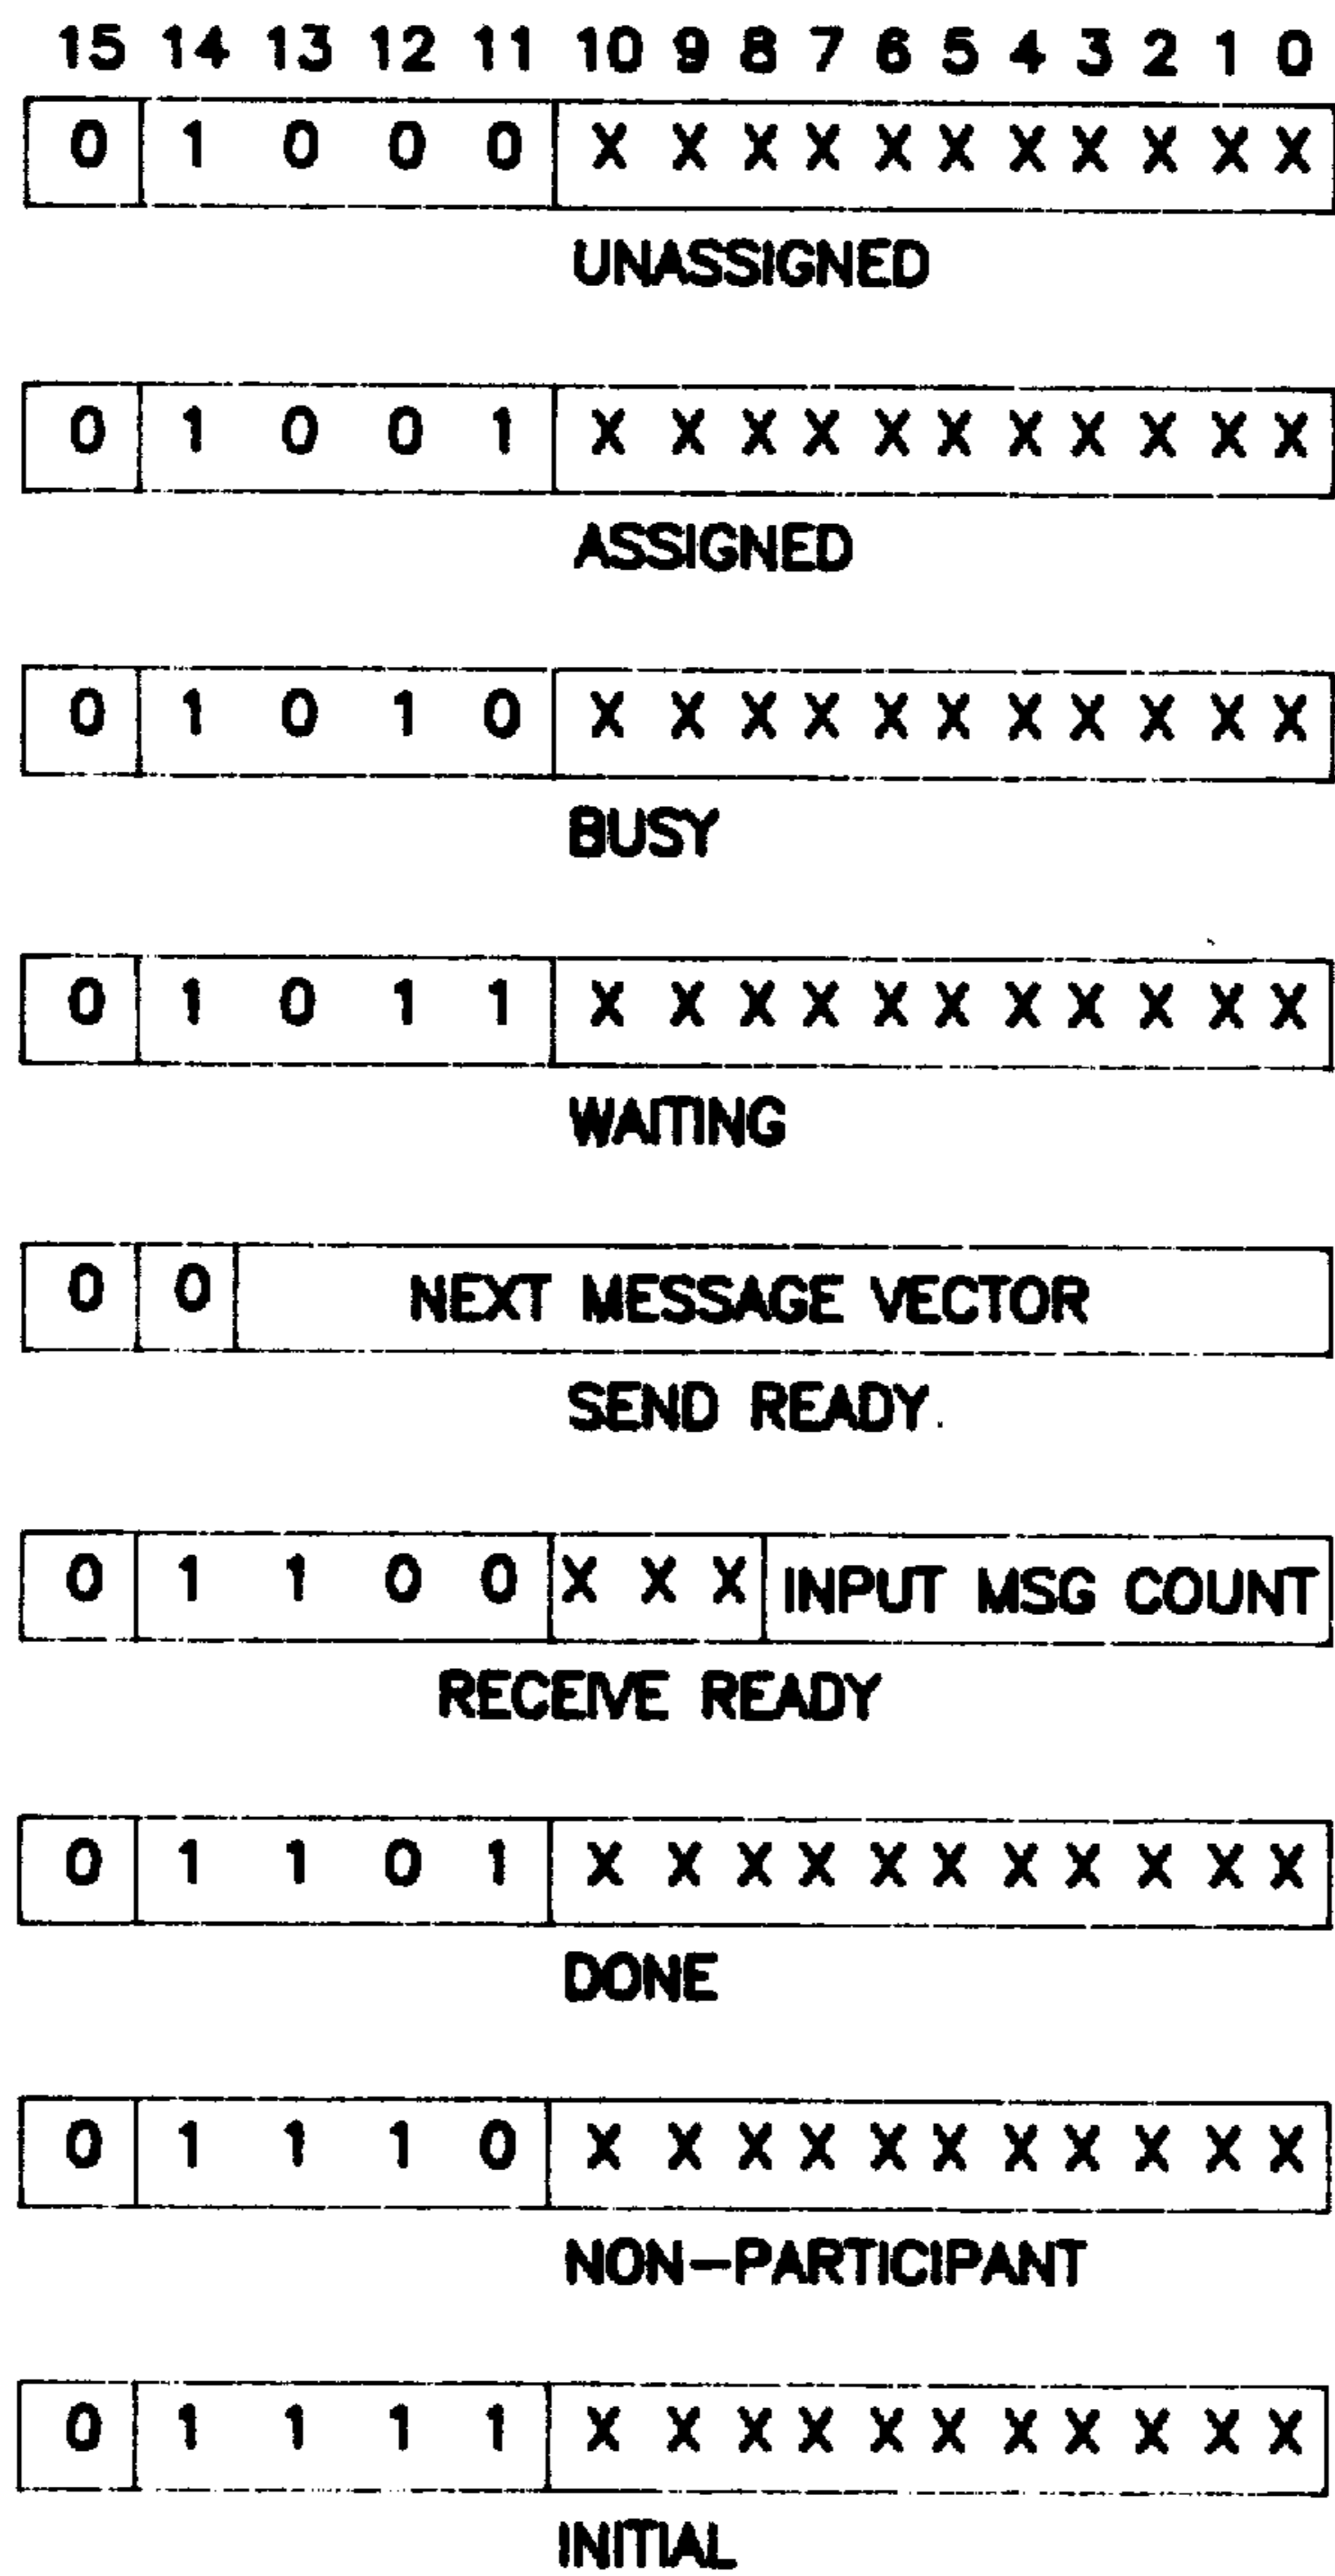 15 14 13 12 11 10 9 8 7 6 5 4 3 2 1 0
0 1 0 0 0 X X X X X X X X X X X
UNASSIGNED
0 1 0 0 1 X X X X X X X X X X X
ASSIGNED
0 1 0 1 0 X X X X X X X X X X X
BUSY
0 1 0 1 1 X X X X X X X X X X X
WAITING
0 0 NEXT MESSAGE VECTOR
SEND READY.
0 1 1 0 0 X X X INPUT MSG COUNT
RECEIVE READY
0 1 1 0 1 X X X X X X X X X X X
DONE
0 1 1 1 0 X X X X X X X X X X X
NON-PARTICIPANT
0 1 1 1 1 X X X X X X X X X X X
INITIAL